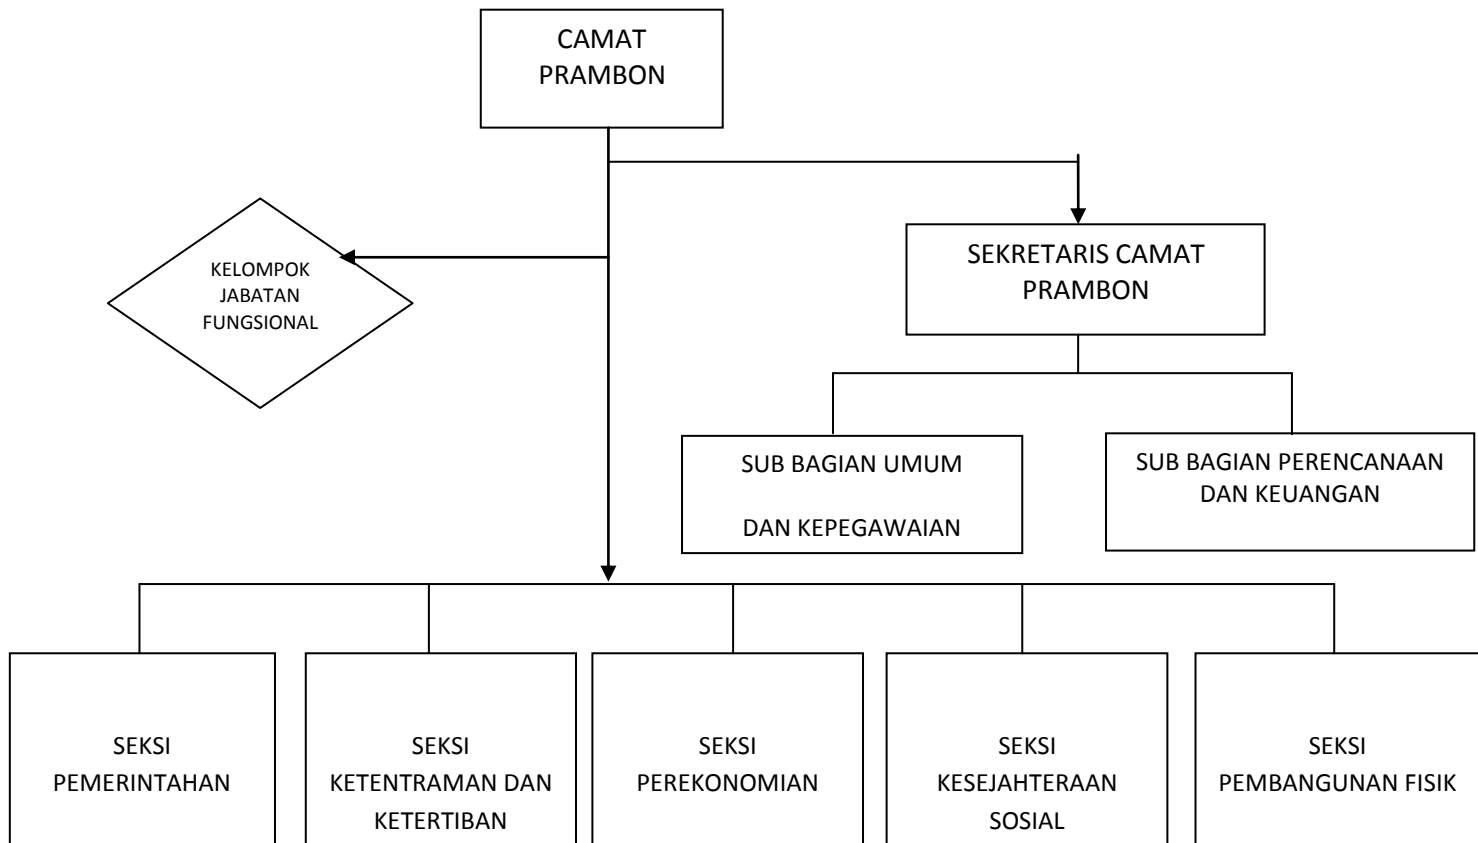 CAMAT
PRAMBON
SEKRETARIS CAMAT
PRAMBON
KELOMPOK
JABATAN
FUNGSIONAL
SUB BAGIAN UMUM
DAN KEPEGAWAIAN
SUB BAGIAN PERENCANAAN
DAN KEUANGAN
SEKSI
PEMERINTAHAN
SEKSI
KETENTRAMAN DAN
KETERTIBAN
SEKSI
PEREKONOMIAN
SEKSI
KESEJAHTERAAN
SOSIAL
SEKSI
PEMBANGUNAN FISIK